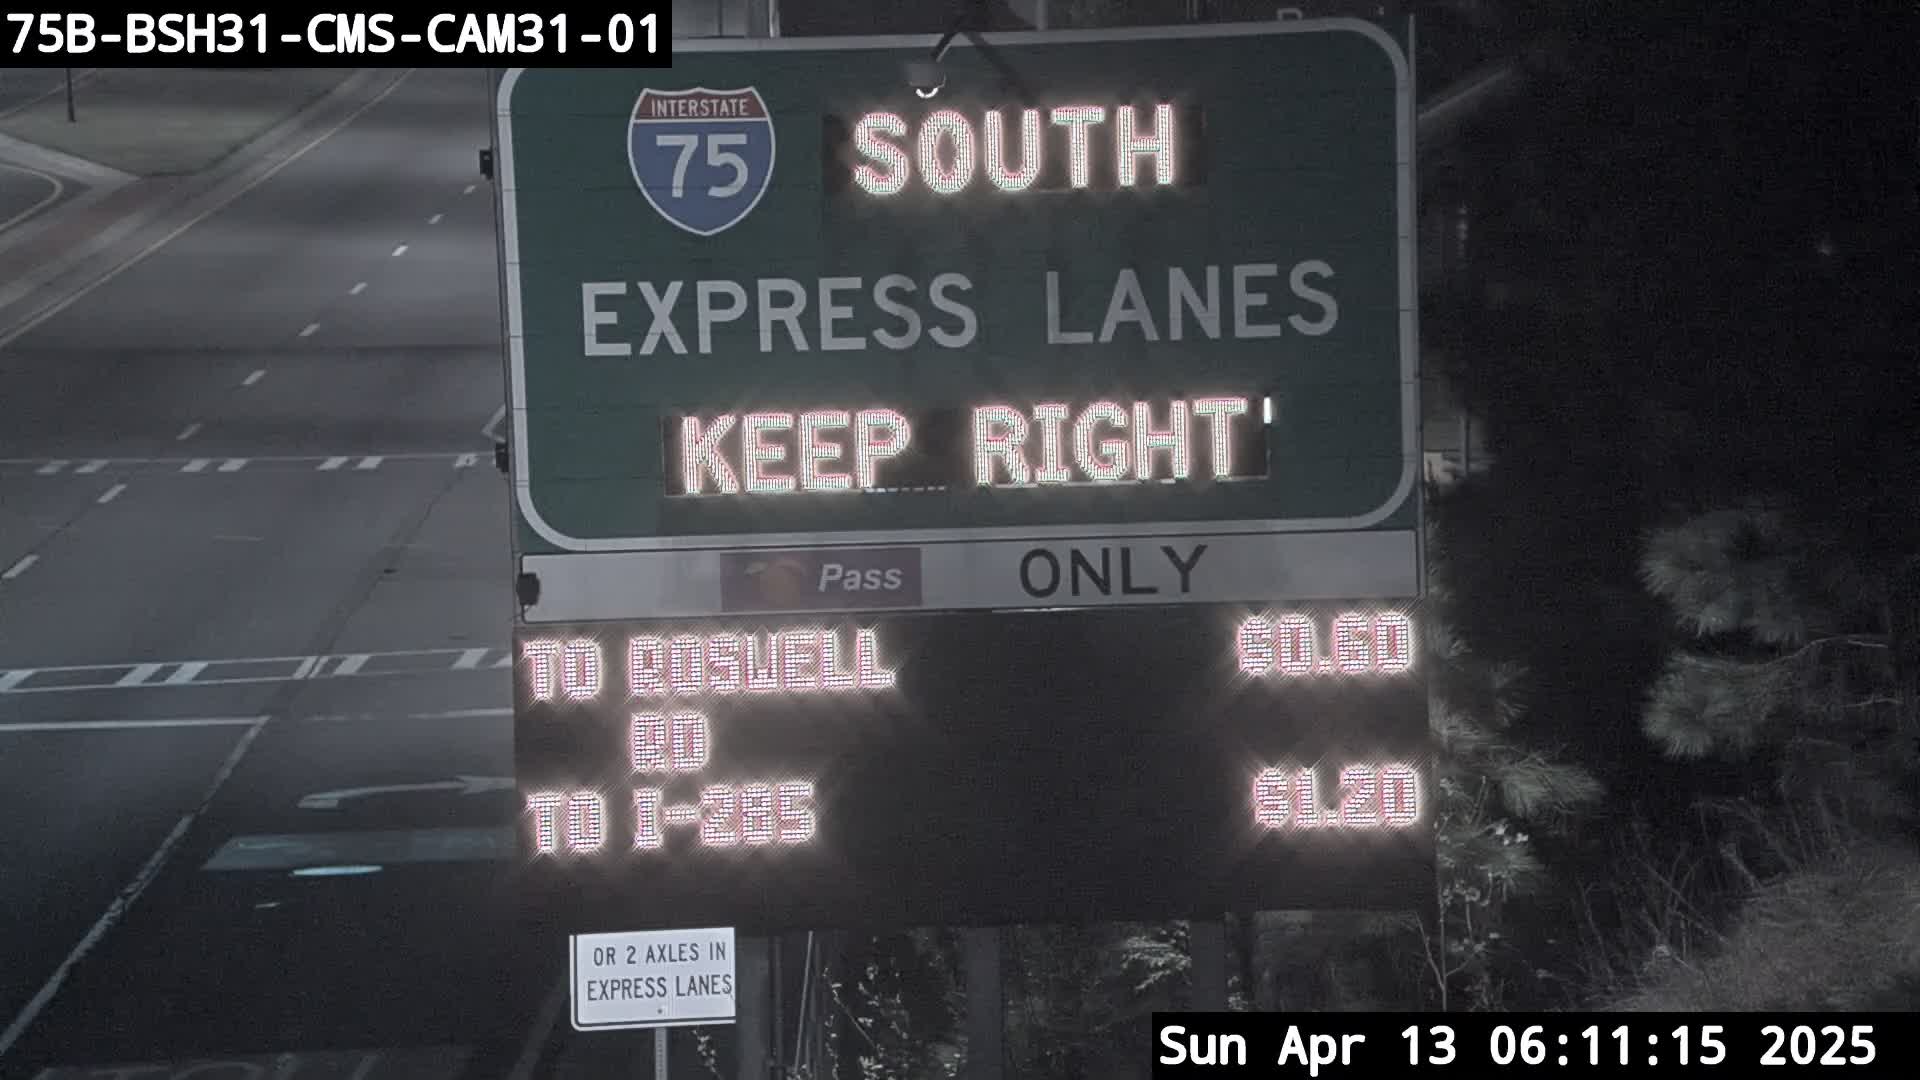 75B-BSH31-CMS-CAM31-01
INTERSTATE
75
SOUTH
EXPRESS LANES
KEEP RIGHT
Pass ONLY
TO ROSWELL $0.60
RD
TO I-285 $1.20
OR 2 AXLES IN
EXPRESS LANES
Sun Apr 13 06:11:15 2025